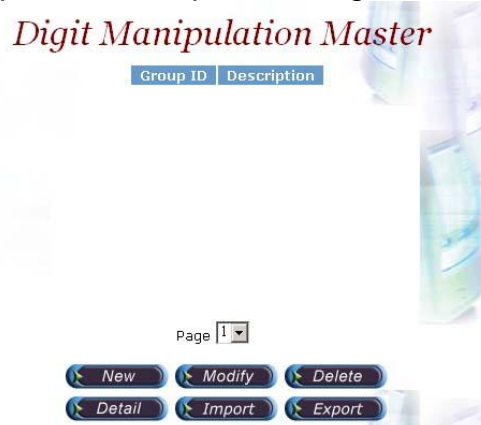 Digit Manipulation Master
Group ID Description
Page 1
New Modify Delete
Detail Import Export